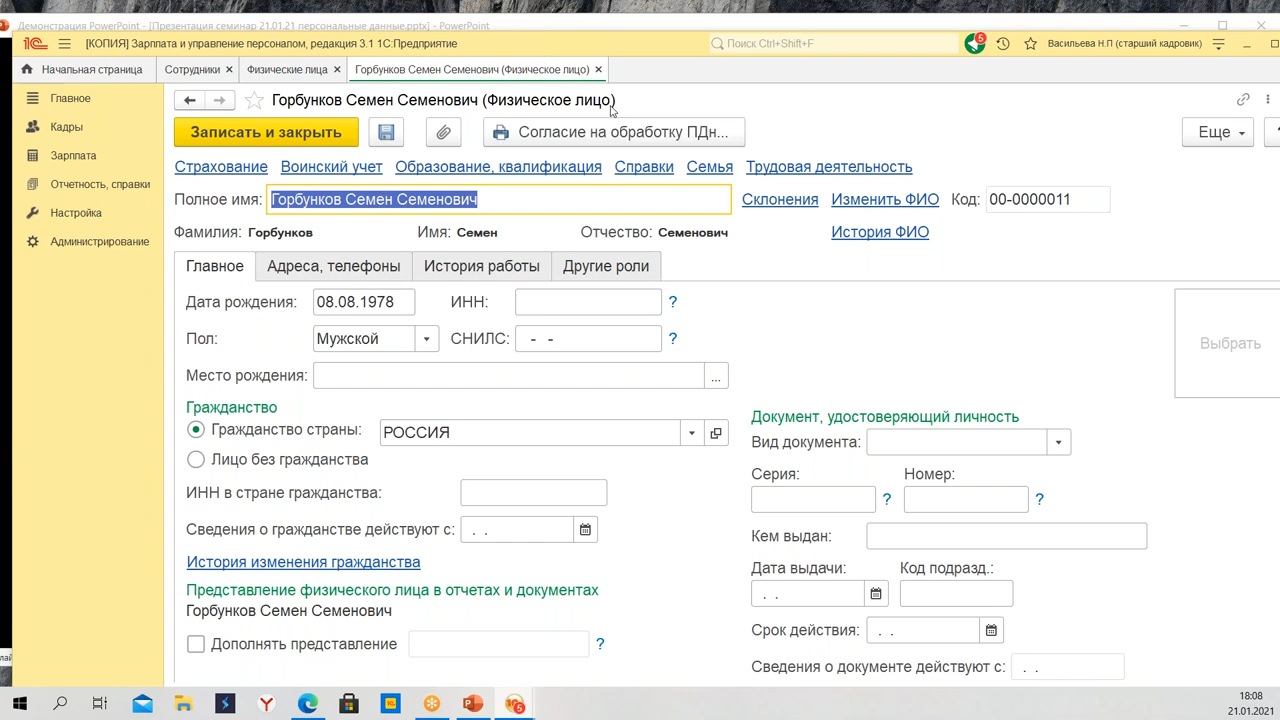 Демонстрация PowerPoint - [Презентация семинар 21.01.21 персональные данные.pptx] - PowerPoint
1С [КОПИЯ] Зарплата и управление персоналом, редакция 3.1 1С:Предприятие
Поиск Ctrl+Shift+F
5
Васильева Н.П (старший кадровик)
Начальная страница
Сотрудники ×
Физические лица ×
Горбунков Семен Семенович (Физическое лицо) ×
Главное
Кадры
Зарплата
Отчетность, справки
Настройка
Администрирование
Горбунков Семен Семенович (Физическое лицо)
Записать и закрыть
Согласие на обработку ПДн...
Еще
Страхование Воинский учет Образование, квалификация Справки Семья Трудовая деятельность
Полное имя: Горбунков Семен Семенович Склонения Изменить ФИО Код: 00-0000011
Фамилия: Горбунков Имя: Семен Отчество: Семенович История ФИО
Главное Адреса, телефоны История работы Другие роли
Дата рождения: 08.08.1978 ИНН: ?
Пол: Мужской СНИЛС: - - ?
Место рождения: ...
Выбрать
Гражданство
Гражданство страны: РОССИЯ
Лицо без гражданства
ИНН в стране гражданства:
Сведения о гражданстве действуют с: . .
История изменения гражданства
Представление физического лица в отчетах и документах
Горбунков Семен Семенович
Дополнять представление ?
Документ, удостоверяющий личность
Вид документа:
Серия: Номер:
? ?
Кем выдан:
Дата выдачи: Код подразд.:
. .
Срок действия: . .
Сведения о документе действуют с: . .
18:08
21.01.2021